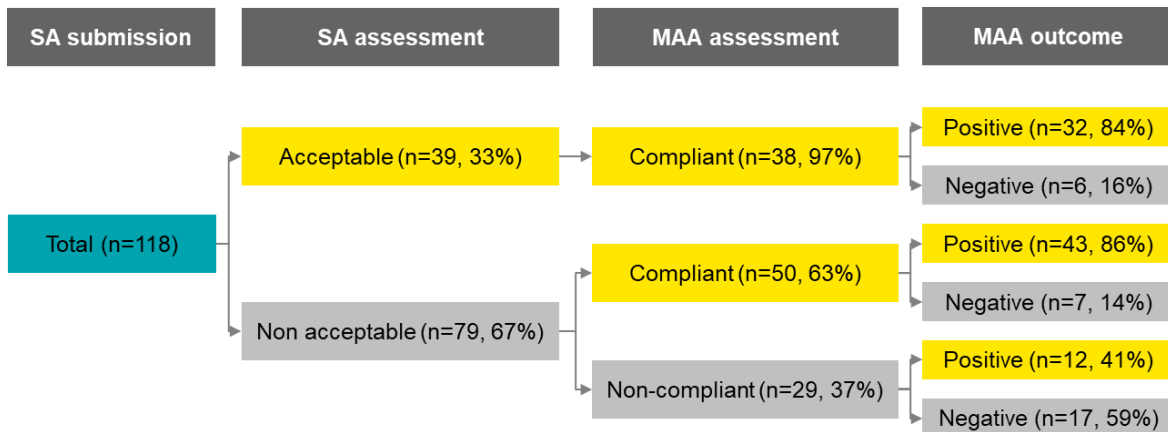 SA submission
SA assessment
MAA assessment
MAA outcome
Total (n=118)
Acceptable (n=39, 33%)
Compliant (n=38, 97%)
Positive (n=32, 84%)
Negative (n=6, 16%)
Non acceptable (n=79, 67%)
Compliant (n=50, 63%)
Positive (n=43, 86%)
Negative (n=7, 14%)
Non-compliant (n=29, 37%)
Positive (n=12, 41%)
Negative (n=17, 59%)